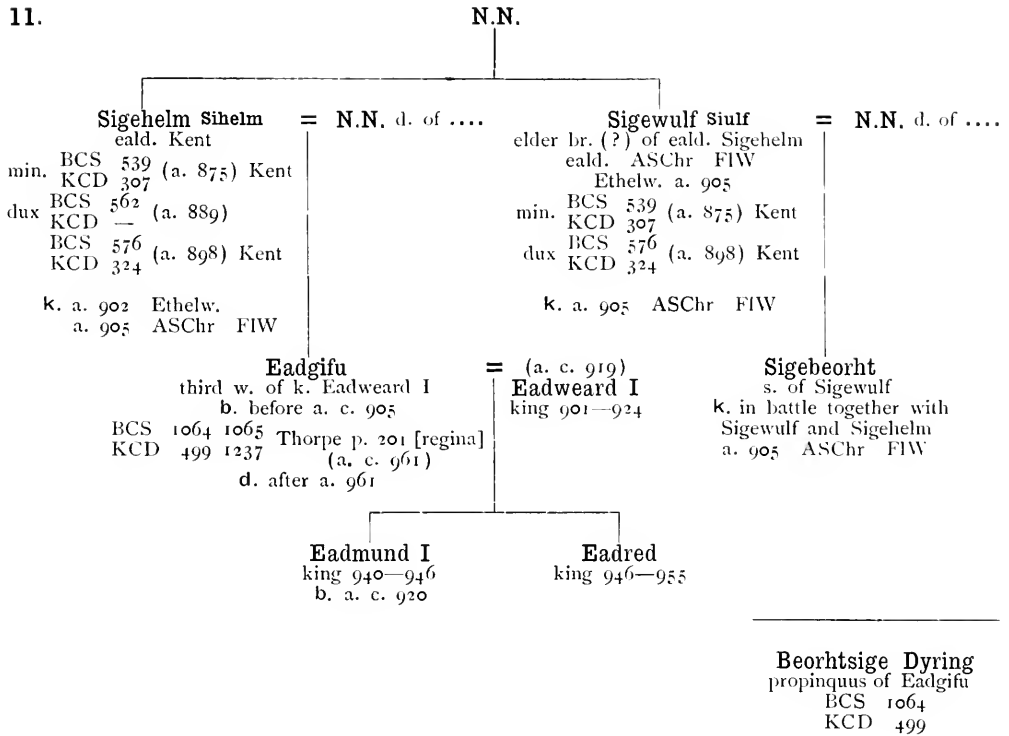 11.
N.N.
Sigehelm Sihelm = N.N. d. of ....
eald. Kent
min. BCS 539 (a. 875) Kent
KCD 307
dux BCS 562 (a. 889)
KCD —
BCS 576 (a. 898) Kent
KCD 324
k. a. 902 Ethelw.
a. 905 ASChr FlW
Sigewulf Siulf = N.N. d. of ....
elder br. (?) of eald. Sigehelm
eald. ASChr FlW
Ethelw. a. 905
min. BCS 539 (a. 875) Kent
KCD 307
dux BCS 576 (a. 898) Kent
KCD 324
k. a. 905 ASChr FlW
Eadgifu
third w. of k. Eadweard I
b. before a. c. 905
BCS 1064 1065 Thorpe p. 201 [regina]
KCD 499 1237
(a. c. 961)
d. after a. 961
= (a. c. 919)
Eadweard I
king 901—924
Sigebeorht
s. of Sigewulf
k. in battle together with
Sigewulf and Sigehelm
a. 905 ASChr FlW
Eadmund I
king 940—946
b. a. c. 920
Eadred
king 946—955
Beorhtsige Dyring
propinquus of Eadgifu
BCS 1064
KCD 499